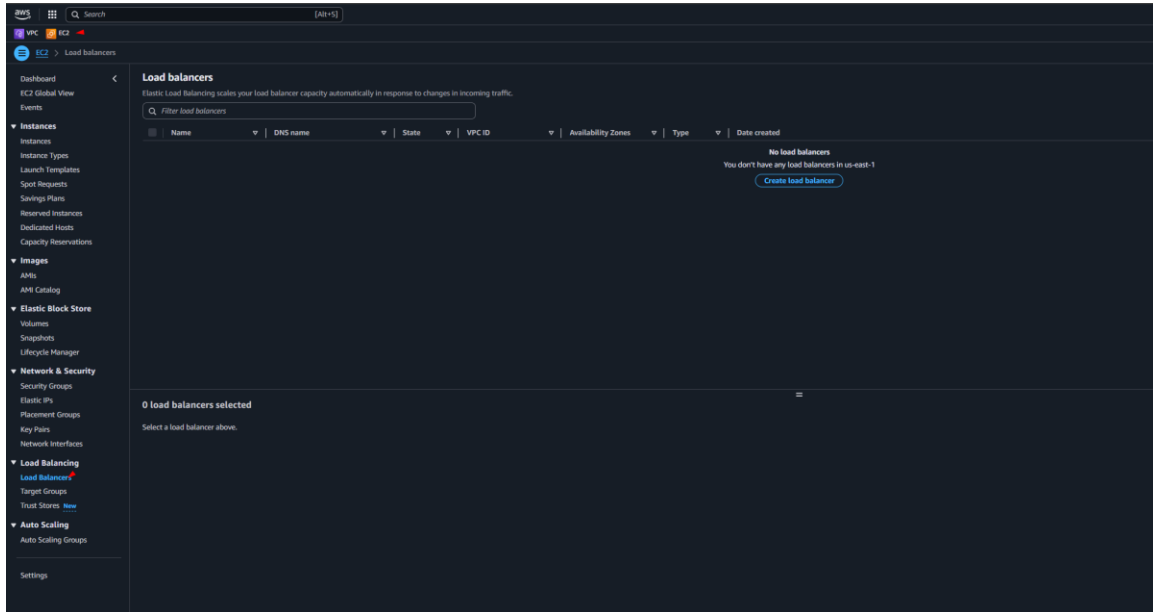 aws Search [Alt+S]
VPC EC2
EC2 > Load balancers
Dashboard
EC2 Global View
Events
Instances
Instances
Instance Types
Launch Templates
Spot Requests
Savings Plans
Reserved Instances
Dedicated Hosts
Capacity Reservations
Images
AMIs
AMI Catalog
Elastic Block Store
Volumes
Snapshots
Lifecycle Manager
Network & Security
Security Groups
Elastic IPs
Placement Groups
Key Pairs
Network Interfaces
Load Balancing
Load Balancers
Target Groups
Trust Stores New
Auto Scaling
Auto Scaling Groups
Settings
Load balancers
Elastic Load Balancing scales your load balancer capacity automatically in response to changes in incoming traffic.
Filter load balancers
Name DNS name State VPC ID Availability Zones Type Date created
No load balancers
You don't have any load balancers in us-east-1
Create load balancer
0 load balancers selected
Select a load balancer above.